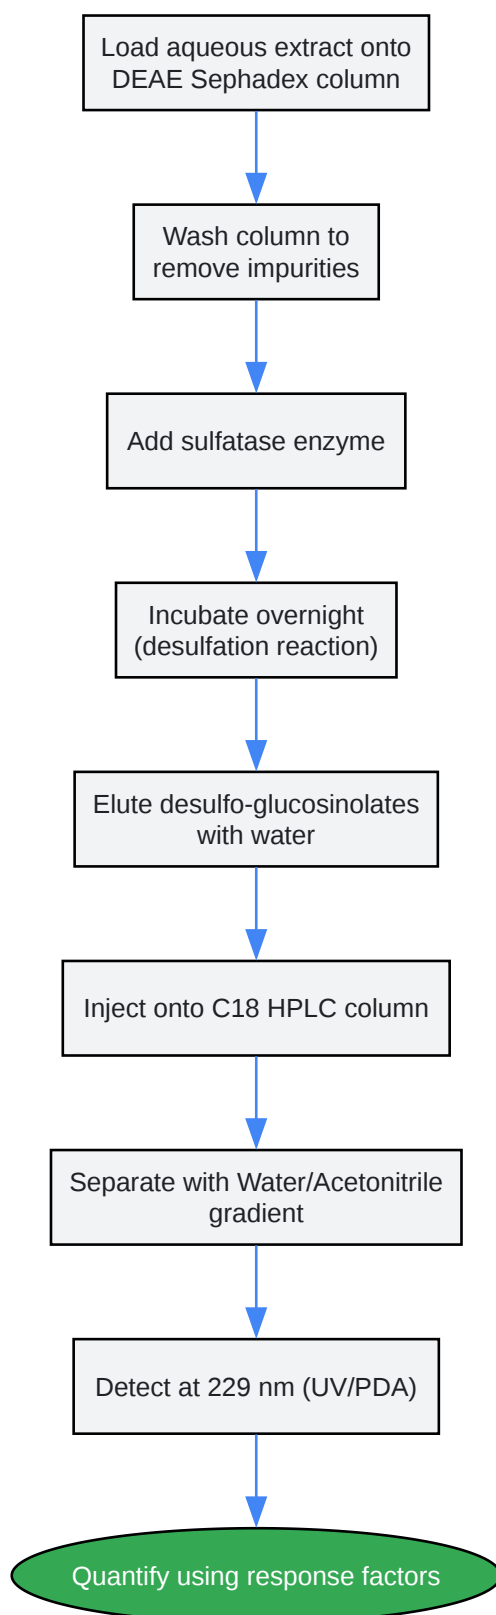 Load aqueous extract onto
DEAE Sephadex column
Wash column to
remove impurities
Add sulfatase enzyme
Incubate overnight
(desulfation reaction)
Elute desulfo-glucosinolates
with water
Inject onto C18 HPLC column
Separate with Water/Acetonitrile
gradient
Detect at 229 nm (UV/PDA)
Quantify using response factors